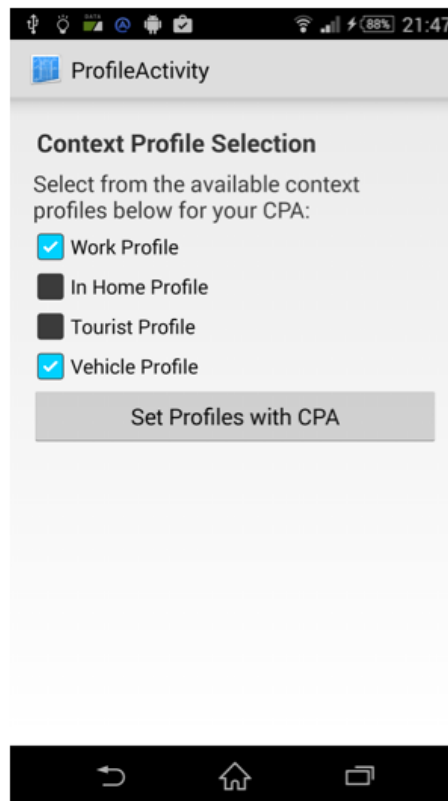 DATA
88% 21:47
ProfileActivity
Context Profile Selection
Select from the available context
profiles below for your CPA:
Work Profile
In Home Profile
Tourist Profile
Vehicle Profile
Set Profiles with CPA